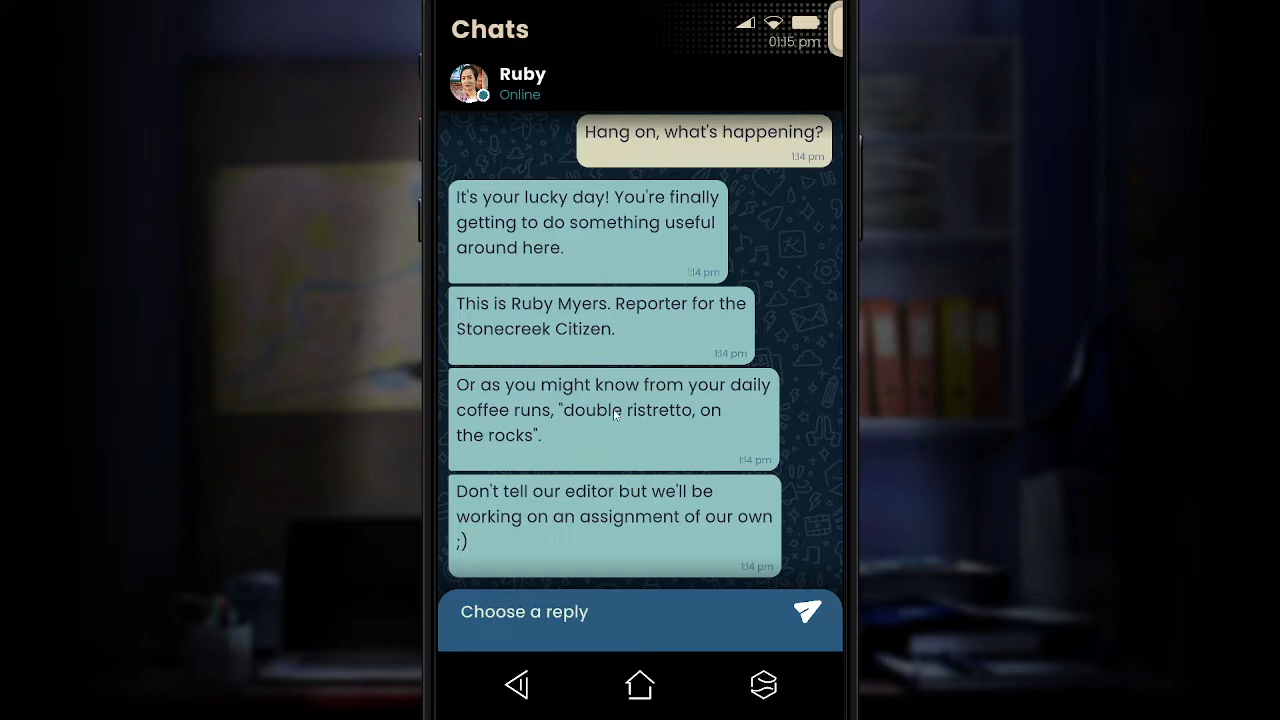 Chats
01:15 pm
Ruby
Online
Hang on, what's happening?
1:14 pm
It's your lucky day! You're finally
getting to do something useful
around here.
1:14 pm
This is Ruby Myers. Reporter for the
Stonecreek Citizen.
1:14 pm
Or as you might know from your daily
coffee runs, "double ristretto, on
the rocks".
1:14 pm
Don't tell our editor but we'll be
working on an assignment of our own
;)
1:14 pm
Choose a reply